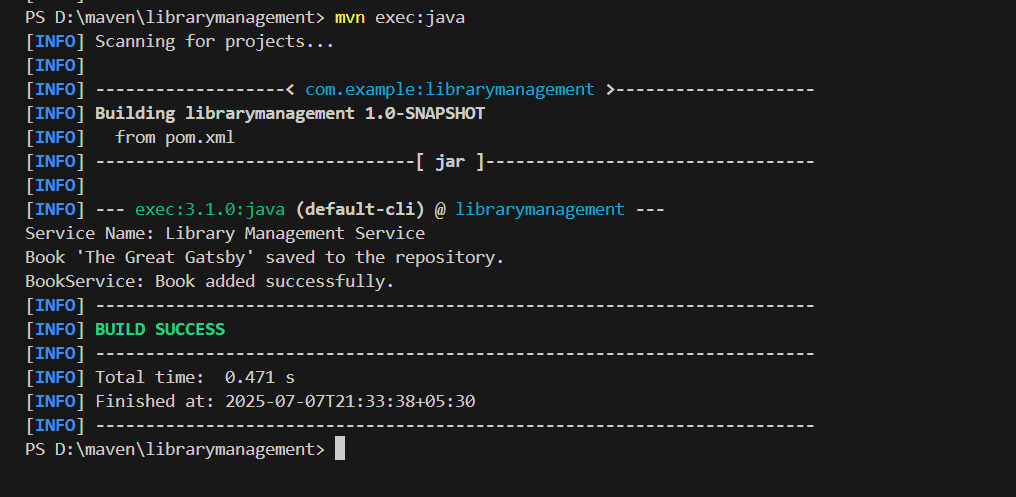 PS D:\maven\librarymanagement> mvn exec:java
[INFO] Scanning for projects...
[INFO]
[INFO] -------------------< com.example:librarymanagement >--------------------
[INFO] Building librarymanagement 1.0-SNAPSHOT
[INFO]   from pom.xml
[INFO] --------------------------------[ jar ]---------------------------------
[INFO]
[INFO] --- exec:3.1.0:java (default-cli) @ librarymanagement ---
Service Name: Library Management Service
Book 'The Great Gatsby' saved to the repository.
BookService: Book added successfully.
[INFO] ------------------------------------------------------------------------
[INFO] BUILD SUCCESS
[INFO] ------------------------------------------------------------------------
[INFO] Total time:  0.471 s
[INFO] Finished at: 2025-07-07T21:33:38+05:30
[INFO] ------------------------------------------------------------------------
PS D:\maven\librarymanagement>